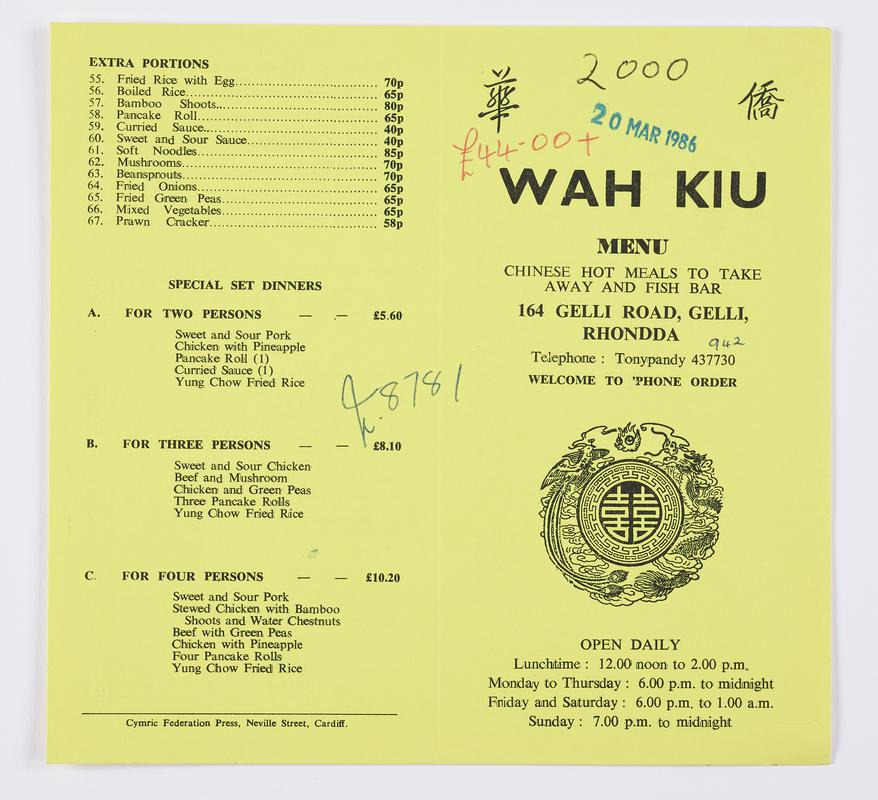 EXTRA PORTIONS
55. Fried Rice with Egg........................................ 70p
56. Boiled Rice.................................................... 65p
57. Bamboo Shoots............................................. 80p
58. Pancake Roll................................................. 65p
59. Curried Sauce............................................... 40p
60. Sweet and Sour Sauce................................... 40p
61. Soft Noodles................................................. 85p
62. Mushrooms................................................... 70p
63. Beansprouts.................................................. 70p
64. Fried Onions................................................. 65p
65. Fried Green Peas.......................................... 65p
66. Mixed Vegetables......................................... 65p
67. Prawn Cracker.............................................. 58p
SPECIAL SET DINNERS
A. FOR TWO PERSONS — — £5.60
Sweet and Sour Pork
Chicken with Pineapple
Pancake Roll (1)
Curried Sauce (1)
Yung Chow Fried Rice
8781
B. FOR THREE PERSONS — — £8.10
Sweet and Sour Chicken
Beef and Mushroom
Chicken and Green Peas
Three Pancake Rolls
Yung Chow Fried Rice
C. FOR FOUR PERSONS — — £10.20
Sweet and Sour Pork
Stewed Chicken with Bamboo
Shoots and Water Chestnuts
Beef with Green Peas
Chicken with Pineapple
Four Pancake Rolls
Yung Chow Fried Rice
Cymric Federation Press, Neville Street, Cardiff.
2000
華 僑
20 MAR 1986
£44-00+
WAH KIU
MENU
CHINESE HOT MEALS TO TAKE
AWAY AND FISH BAR
164 GELLI ROAD, GELLI,
RHONDDA
942
Telephone : Tonypandy 437730
WELCOME TO 'PHONE ORDER
囍
OPEN DAILY
Lunchtime : 12.00 noon to 2.00 p.m.
Monday to Thursday : 6.00 p.m. to midnight
Friday and Saturday : 6.00 p.m. to 1.00 a.m.
Sunday : 7.00 p.m. to midnight